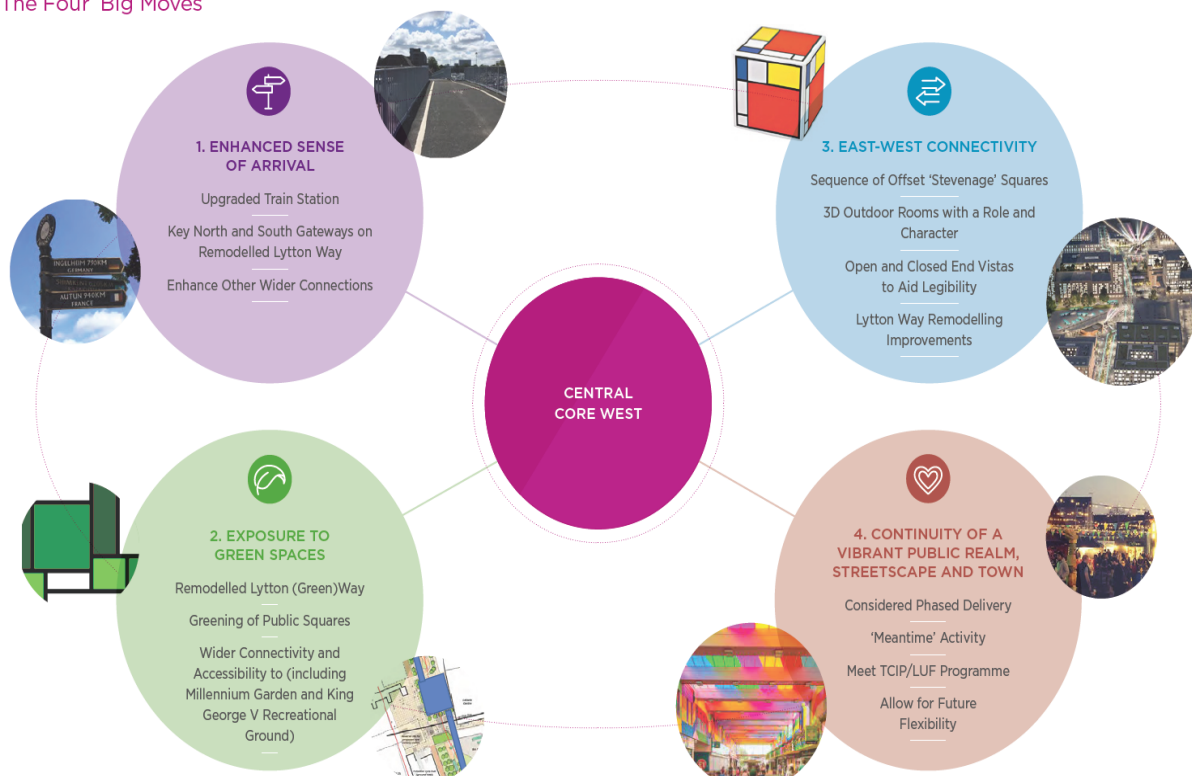 The Four 'Big Moves'
1. ENHANCED SENSE
OF ARRIVAL
Upgraded Train Station
Key North and South Gateways on
Remodelled Lytton Way
Enhance Other Wider Connections
INGELHEIM 790KM
GERMANY
AUTUN 940KM
FRANCE
3. EAST-WEST CONNECTIVITY
Sequence of Offset 'Stevenage' Squares
3D Outdoor Rooms with a Role and
Character
Open and Closed End Vistas
to Aid Legibility
Lytton Way Remodelling
Improvements
CENTRAL
CORE WEST
2. EXPOSURE TO
GREEN SPACES
Remodelled Lytton (Green)Way
Greening of Public Squares
Wider Connectivity and
Accessibility to (including
Millennium Garden and King
George V Recreational
Ground)
4. CONTINUITY OF A
VIBRANT PUBLIC REALM,
STREETSCAPE AND TOWN
Considered Phased Delivery
'Meantime' Activity
Meet TCIP/LUF Programme
Allow for Future
Flexibility